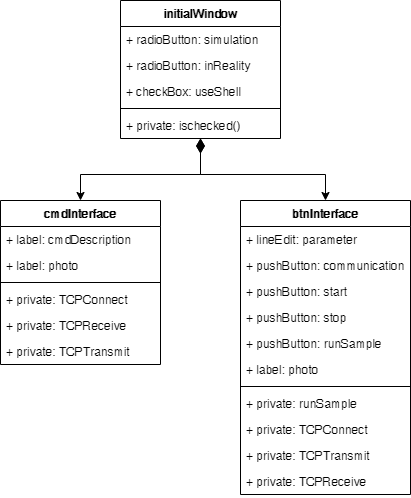 initialWindow
+ radioButton: simulation
+ radioButton: inReality
+ checkBox: useShell
+ private: ischecked()
cmdInterface
+ label: cmdDescription
+ label: photo
+ private: TCPConnect
+ private: TCPReceive
+ private: TCPTransmit
btnInterface
+ lineEdit: parameter
+ pushButton: communication
+ pushButton: start
+ pushButton: stop
+ pushButton: runSample
+ label: photo
+ private: runSample
+ private: TCPConnect
+ private: TCPTransmit
+ private: TCPReceive